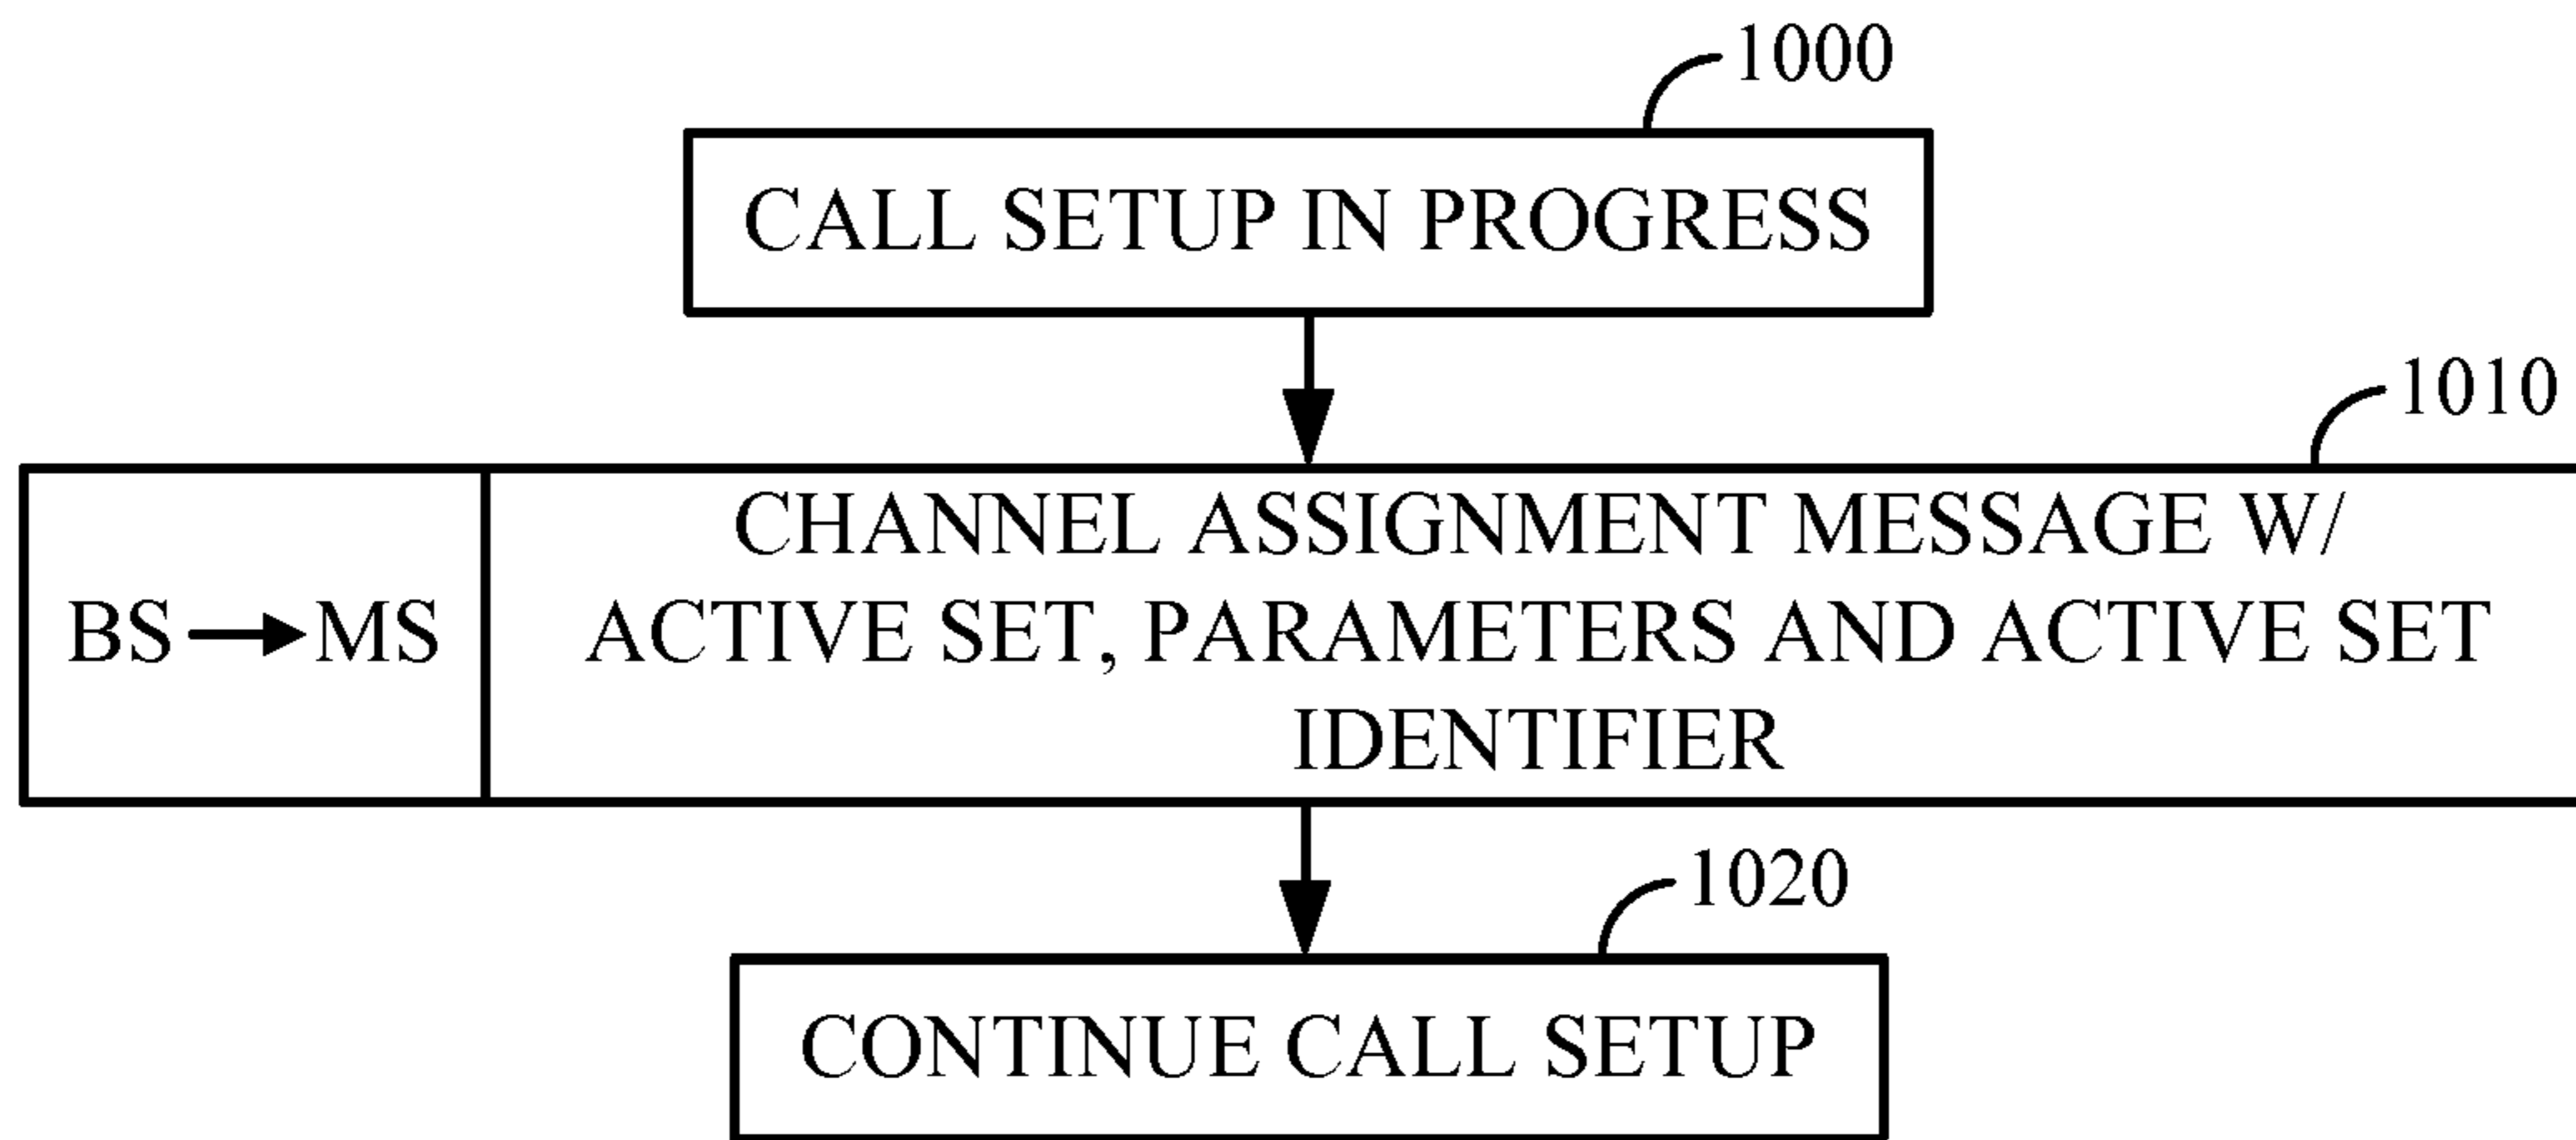 1000
CALL SETUP IN PROGRESS
1010
BS MS
CHANNEL ASSIGNMENT MESSAGE W/
ACTIVE SET, PARAMETERS AND ACTIVE SET
IDENTIFIER
1020
CONTINUE CALL SETUP